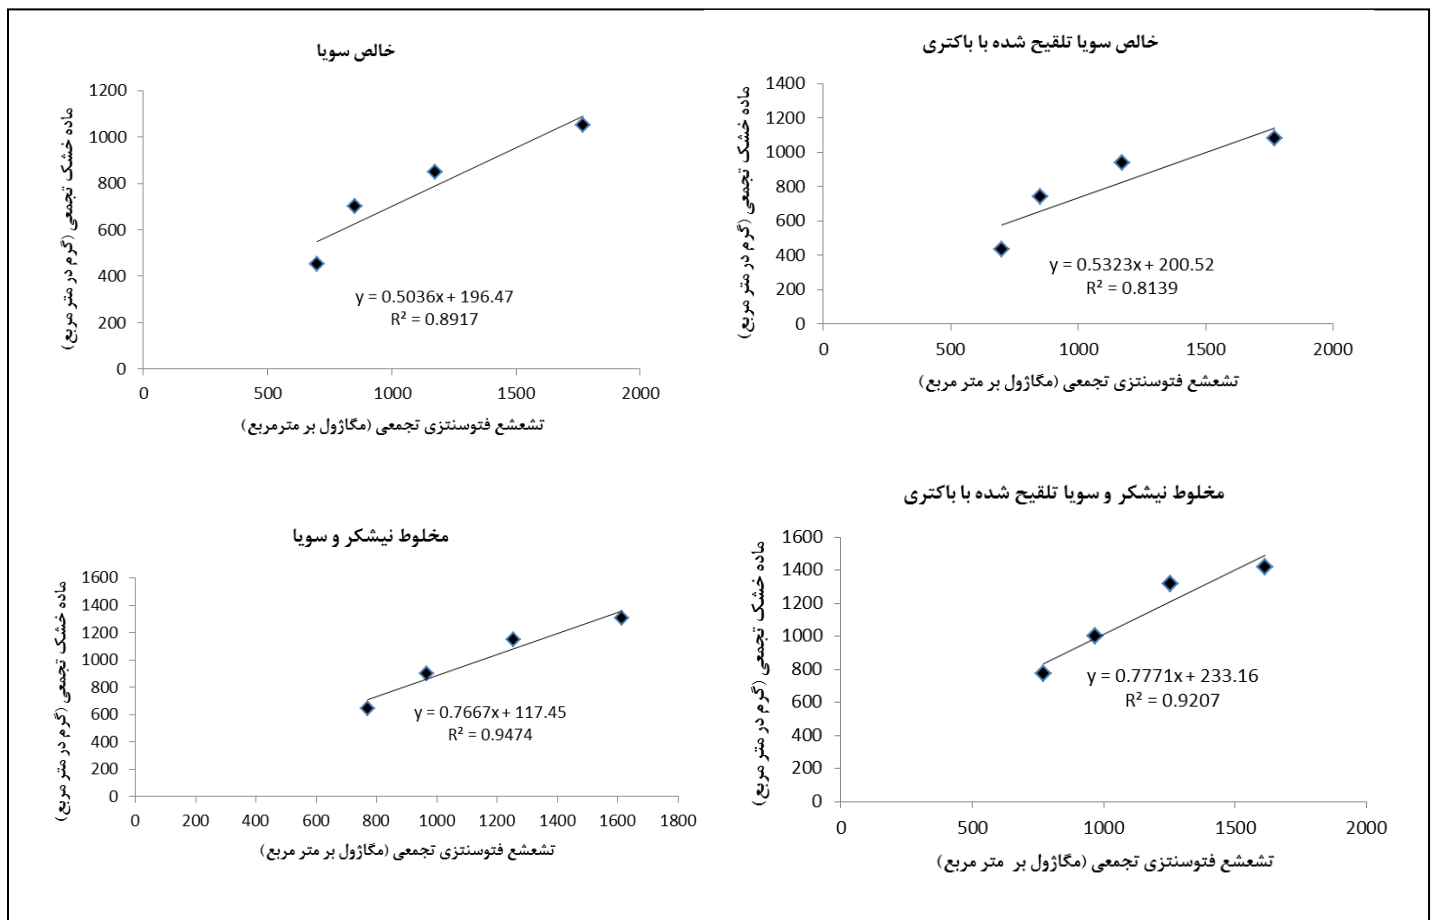 خالص سویا
ماده خشک تجمعی (گرم در متر مربع)
1200
1000
800
600
400
200
0
y = 0.5036x + 196.47
R² = 0.8917
0 500 1000 1500 2000
تشعشع فتوسنتزی تجمعی (مگاژول بر مترمربع)
خالص سویا تلقیح شده با باکتری
ماده خشک تجمعی (گرم در متر مربع)
1400
1200
1000
800
600
400
200
0
y = 0.5323x + 200.52
R² = 0.8139
0 500 1000 1500 2000
تشعشع فتوسنتزی تجمعی (مگاژول بر متر مربع)
مخلوط نیشکر و سویا
ماده خشک تجمعی (گرم در متر مربع)
1600
1400
1200
1000
800
600
400
200
0
y = 0.7667x + 117.45
R² = 0.9474
0 200 400 600 800 1000 1200 1400 1600 1800
تشعشع فتوسنتزی تجمعی (مگاژول بر متر مربع)
مخلوط نیشکر و سویا تلقیح شده با باکتری
ماده خشک تجمعی (گرم در متر مربع)
1600
1400
1200
1000
800
600
400
200
0
y = 0.7771x + 233.16
R² = 0.9207
0 500 1000 1500 2000
تشعشع فتوسنتزی تجمعی (مگاژول بر متر مربع)